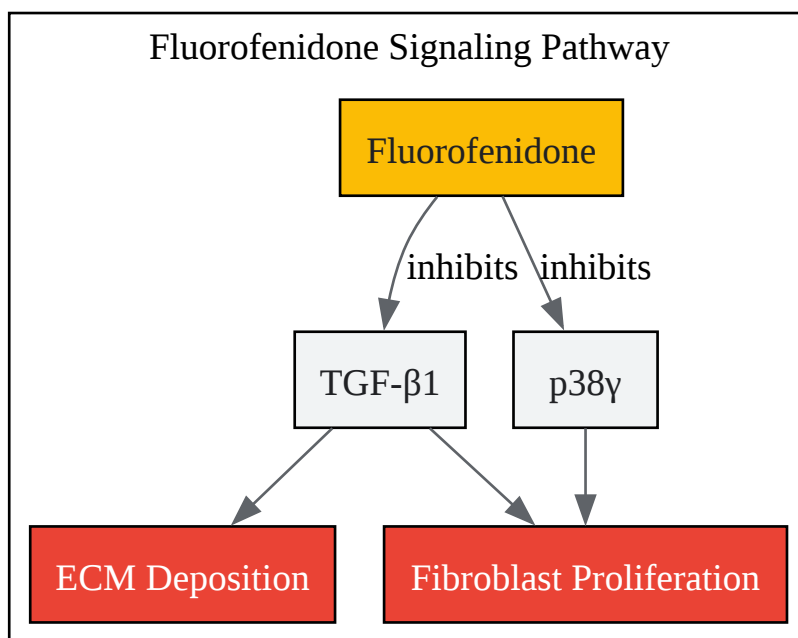 Fluorofenidone Signaling Pathway
Fluorofenidone
inhibits inhibits
TGF-β1 p38γ
ECM Deposition Fibroblast Proliferation